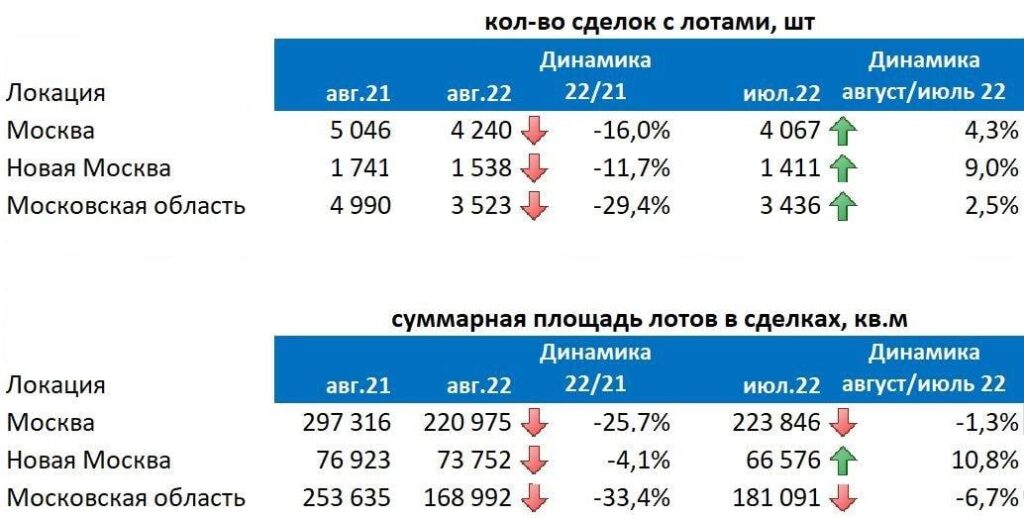 кол-во сделок с лотами, шт
Динамика Динамика
Локация авг.21 авг.22 22/21 июл.22 август/июль 22
Москва 5 046 4 240 -16,0% 4 067 4,3%
Новая Москва 1 741 1 538 -11,7% 1 411 9,0%
Московская область 4 990 3 523 -29,4% 3 436 2,5%
суммарная площадь лотов в сделках, кв.м
Динамика Динамика
Локация авг.21 авг.22 22/21 июл.22 август/июль 22
Москва 297 316 220 975 -25,7% 223 846 -1,3%
Новая Москва 76 923 73 752 -4,1% 66 576 10,8%
Московская область 253 635 168 992 -33,4% 181 091 -6,7%